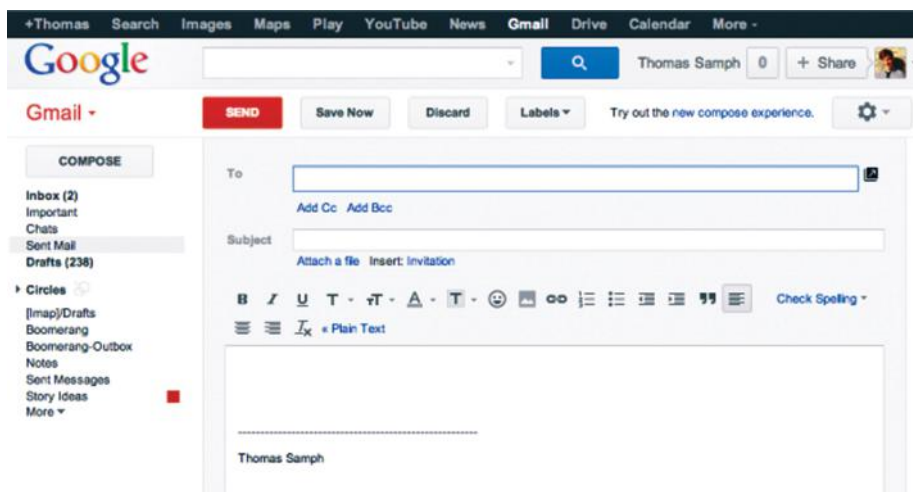 +Thomas Search Images Maps Play YouTube News Gmail Drive Calendar More -
Google
Thomas Samph 0 + Share
Gmail
SEND Save Now Discard Labels Try out the new compose experience.
COMPOSE
Inbox (2)
Important
Chats
Sent Mail
Drafts (238)
Circles
[Imap]/Drafts
Boomerang
Boomerang-Outbox
Notes
Sent Messages
Story Ideas
More
To
Add Cc Add Bcc
Subject
Attach a file Insert: Invitation
B I U T T A T Check Spelling
« Plain Text
Thomas Samph